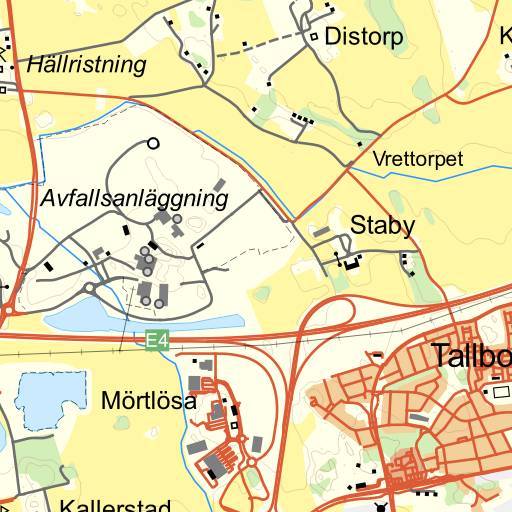 Distorp
K
Hällristning
Vrettorpet
Avfallsanläggning
Staby
E4
Tallbo
Mörtlösa
Kallerstad